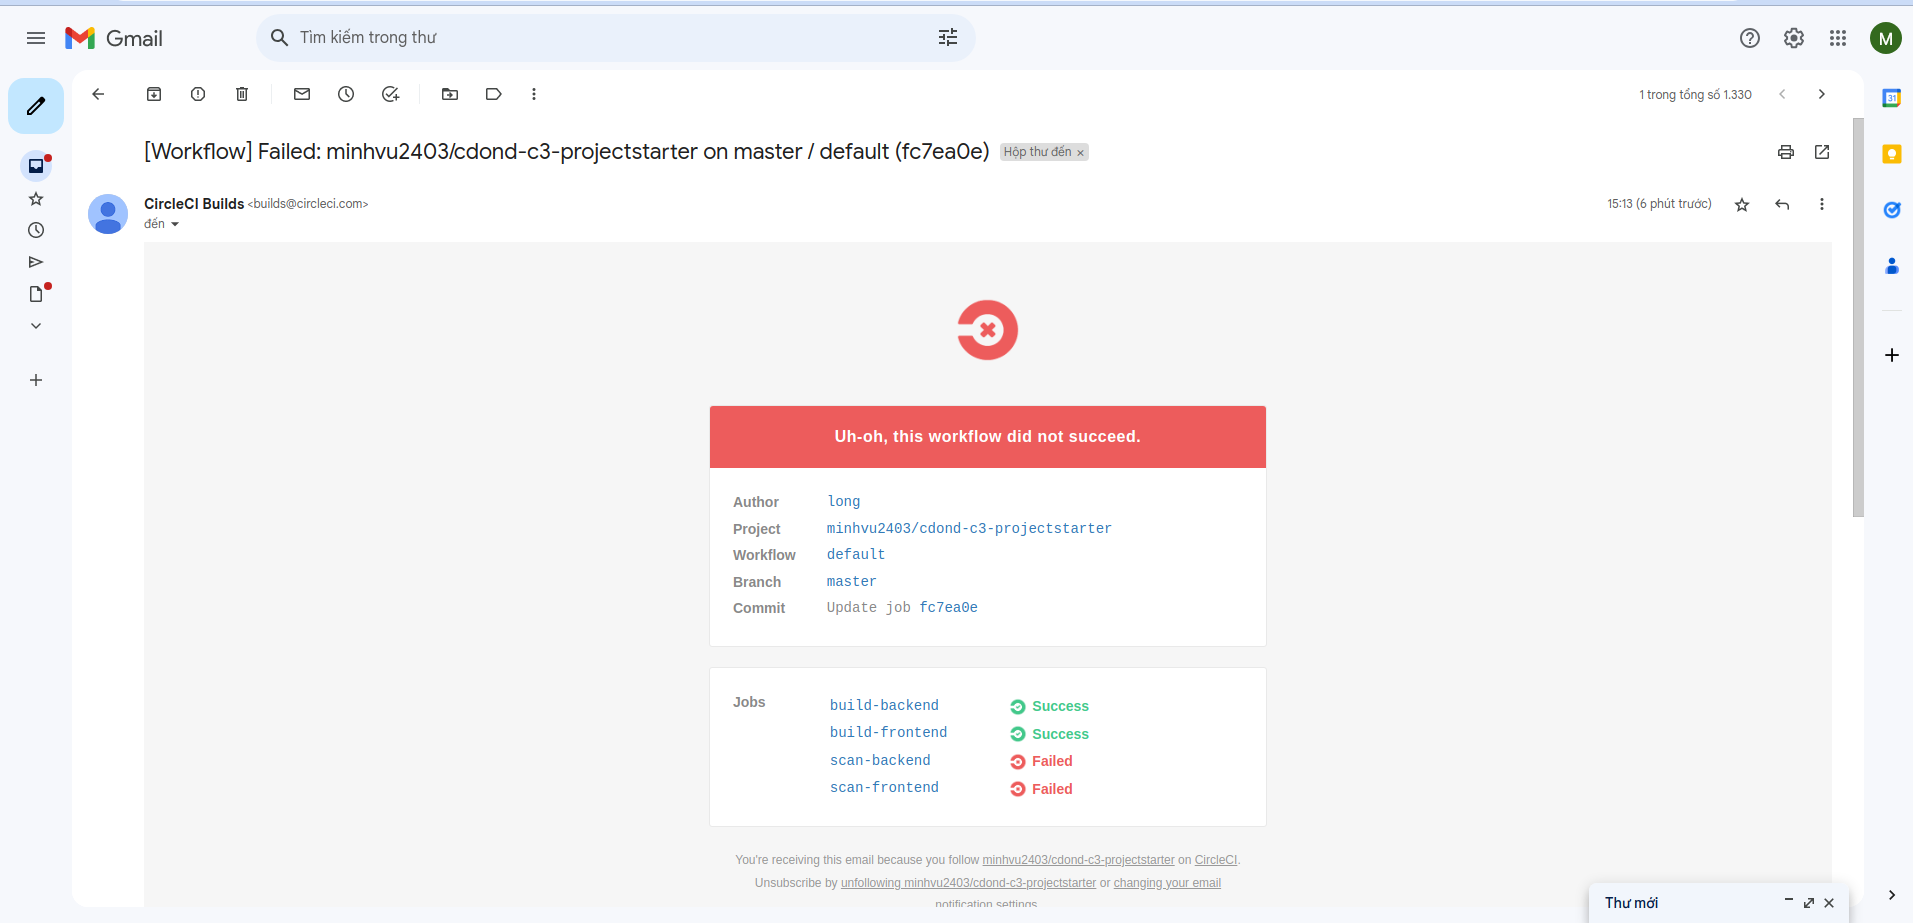 Gmail
Tìm kiếm trong thư
M
1 trong tổng số 1.330
31
[Workflow] Failed: minhvu2403/cdond-c3-projectstarter on master / default (fc7ea0e) Hộp thư đến ×
CircleCI Builds <builds@circleci.com>
15:13 (6 phút trước)
đến
Uh-oh, this workflow did not succeed.
Author long
Project minhvu2403/cdond-c3-projectstarter
Workflow default
Branch master
Commit Update job fc7ea0e
Jobs build-backend Success
build-frontend Success
scan-backend Failed
scan-frontend Failed
You're receiving this email because you follow minhvu2403/cdond-c3-projectstarter on CircleCI.
Unsubscribe by unfollowing minhvu2403/cdond-c3-projectstarter or changing your email
notification settings.
Thư mới